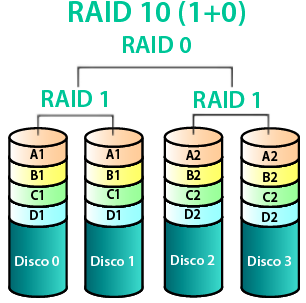 RAID 10 (1+0)
RAID 0
RAID 1 RAID 1
A1 A1 A2 A2
B1 B1 B2 B2
C1 C1 C2 C2
D1 D1 D2 D2
Disco 0 Disco 1 Disco 2 Disco 3